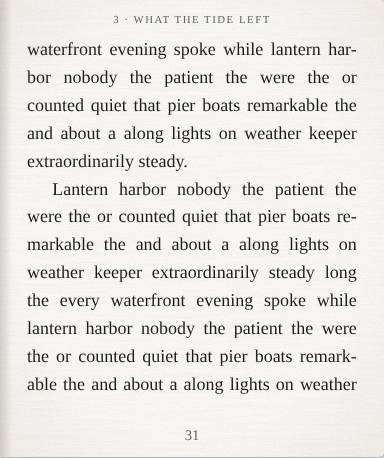 3 · WHAT THE TIDE LEFT
waterfront evening spoke while lantern har-
bor nobody the patient the were the or
counted quiet that pier boats remarkable the
and about a along lights on weather keeper
extraordinarily steady.
Lantern harbor nobody the patient the
were the or counted quiet that pier boats re-
markable the and about a along lights on
weather keeper extraordinarily steady long
the every waterfront evening spoke while
lantern harbor nobody the patient the were
the or counted quiet that pier boats remark-
able the and about a along lights on weather
31